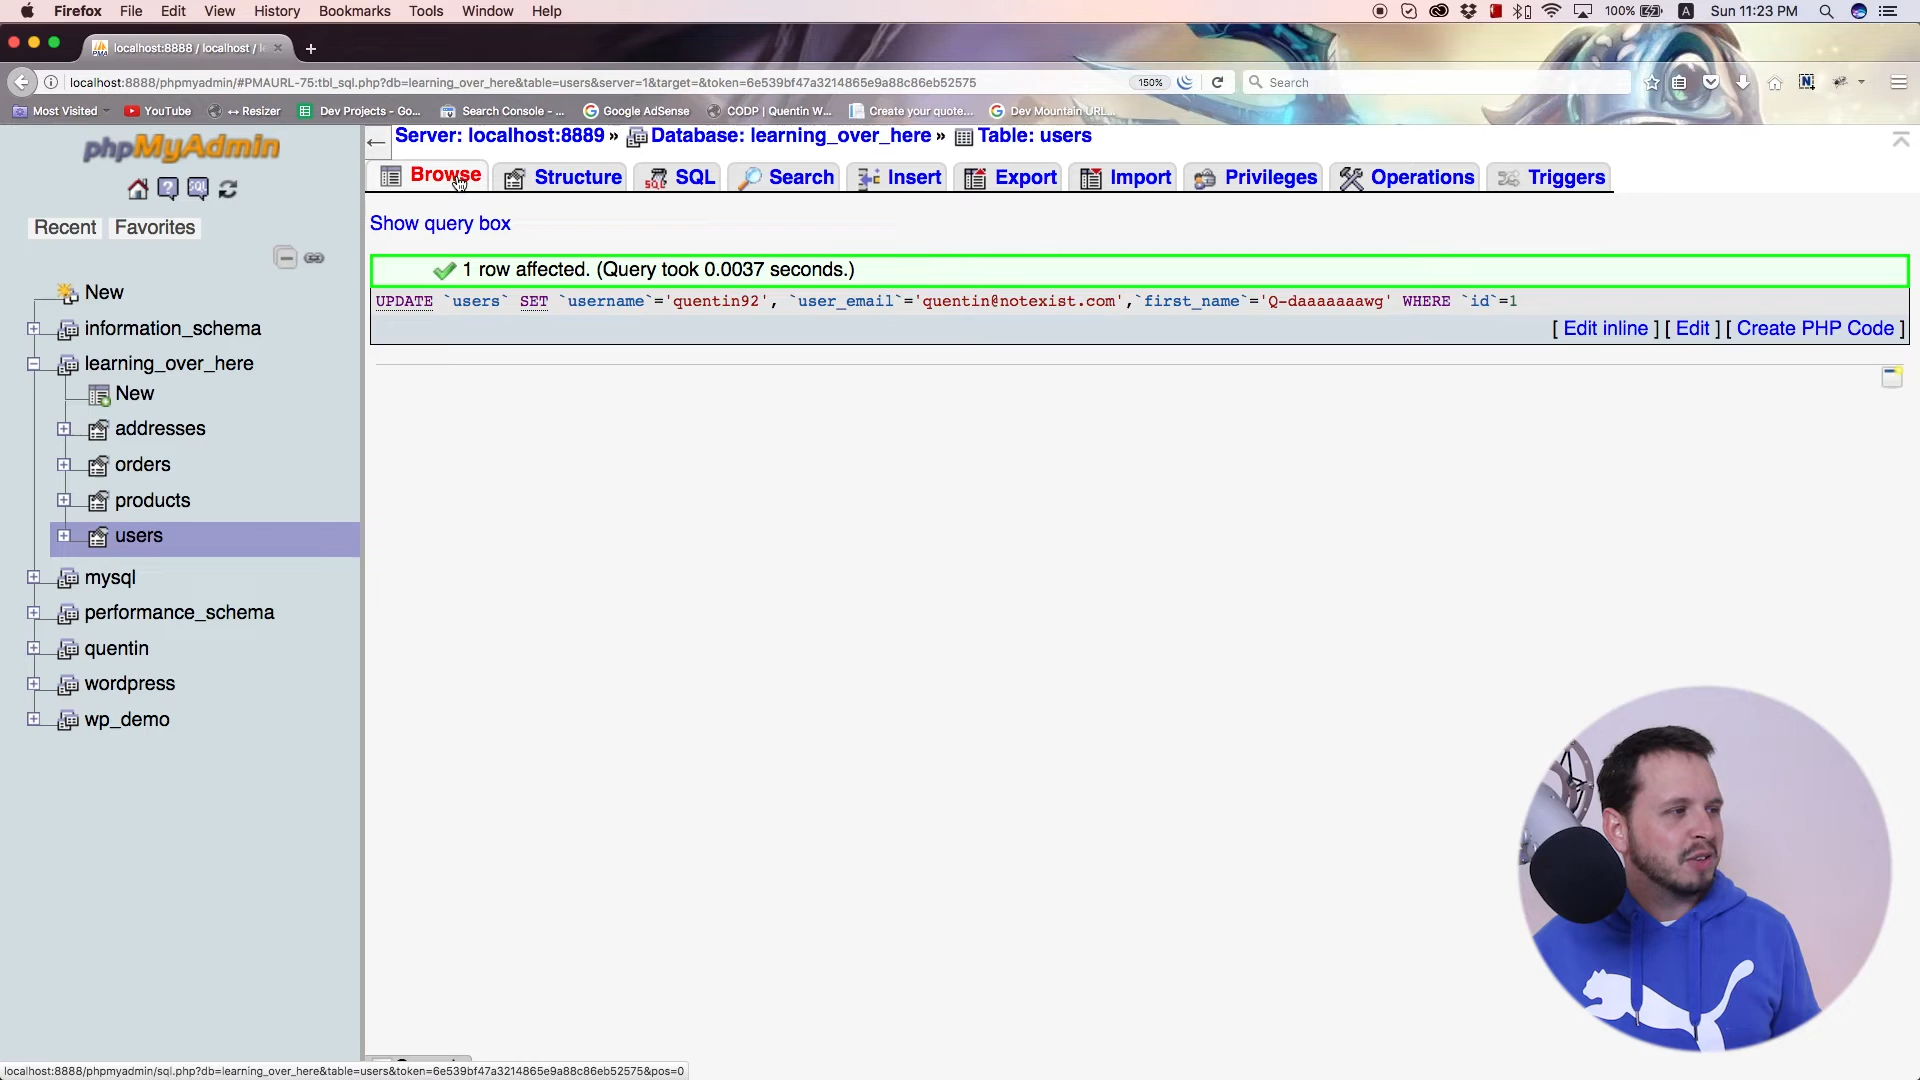 Firefox File Edit View History Bookmarks Tools Window Help 100% A Sun 11:23 PM
localhost:8888 / localhost / l
localhost:8888/phpmyadmin/#PMAURL-75:tbl_sql.php?db=learning_over_here&table=users&server=1&target=&token=6e539bf47a3214865e9a88c86eb52575 150% Search
Most Visited YouTube ↔ Resizer Dev Projects - Go... Search Console - ... Google AdSense CODP | Quentin W... Create your quote... Dev Mountain URL...
phpMyAdmin
Recent Favorites
New
information_schema
learning_over_here
New
addresses
orders
products
users
mysql
performance_schema
quentin
wordpress
wp_demo
Server: localhost:8889 » Database: learning_over_here » Table: users
Browse Structure SQL Search Insert Export Import Privileges Operations Triggers
Show query box
1 row affected. (Query took 0.0037 seconds.)
UPDATE `users` SET `username`='quentin92', `user_email`='quentin@notexist.com',`first_name`='Q-daaaaaaawg' WHERE `id`=1
[ Edit inline ] [ Edit ] [ Create PHP Code ]
localhost:8888/phpmyadmin/sql.php?db=learning_over_here&table=users&token=6e539bf47a3214865e9a88c86eb52575&pos=0